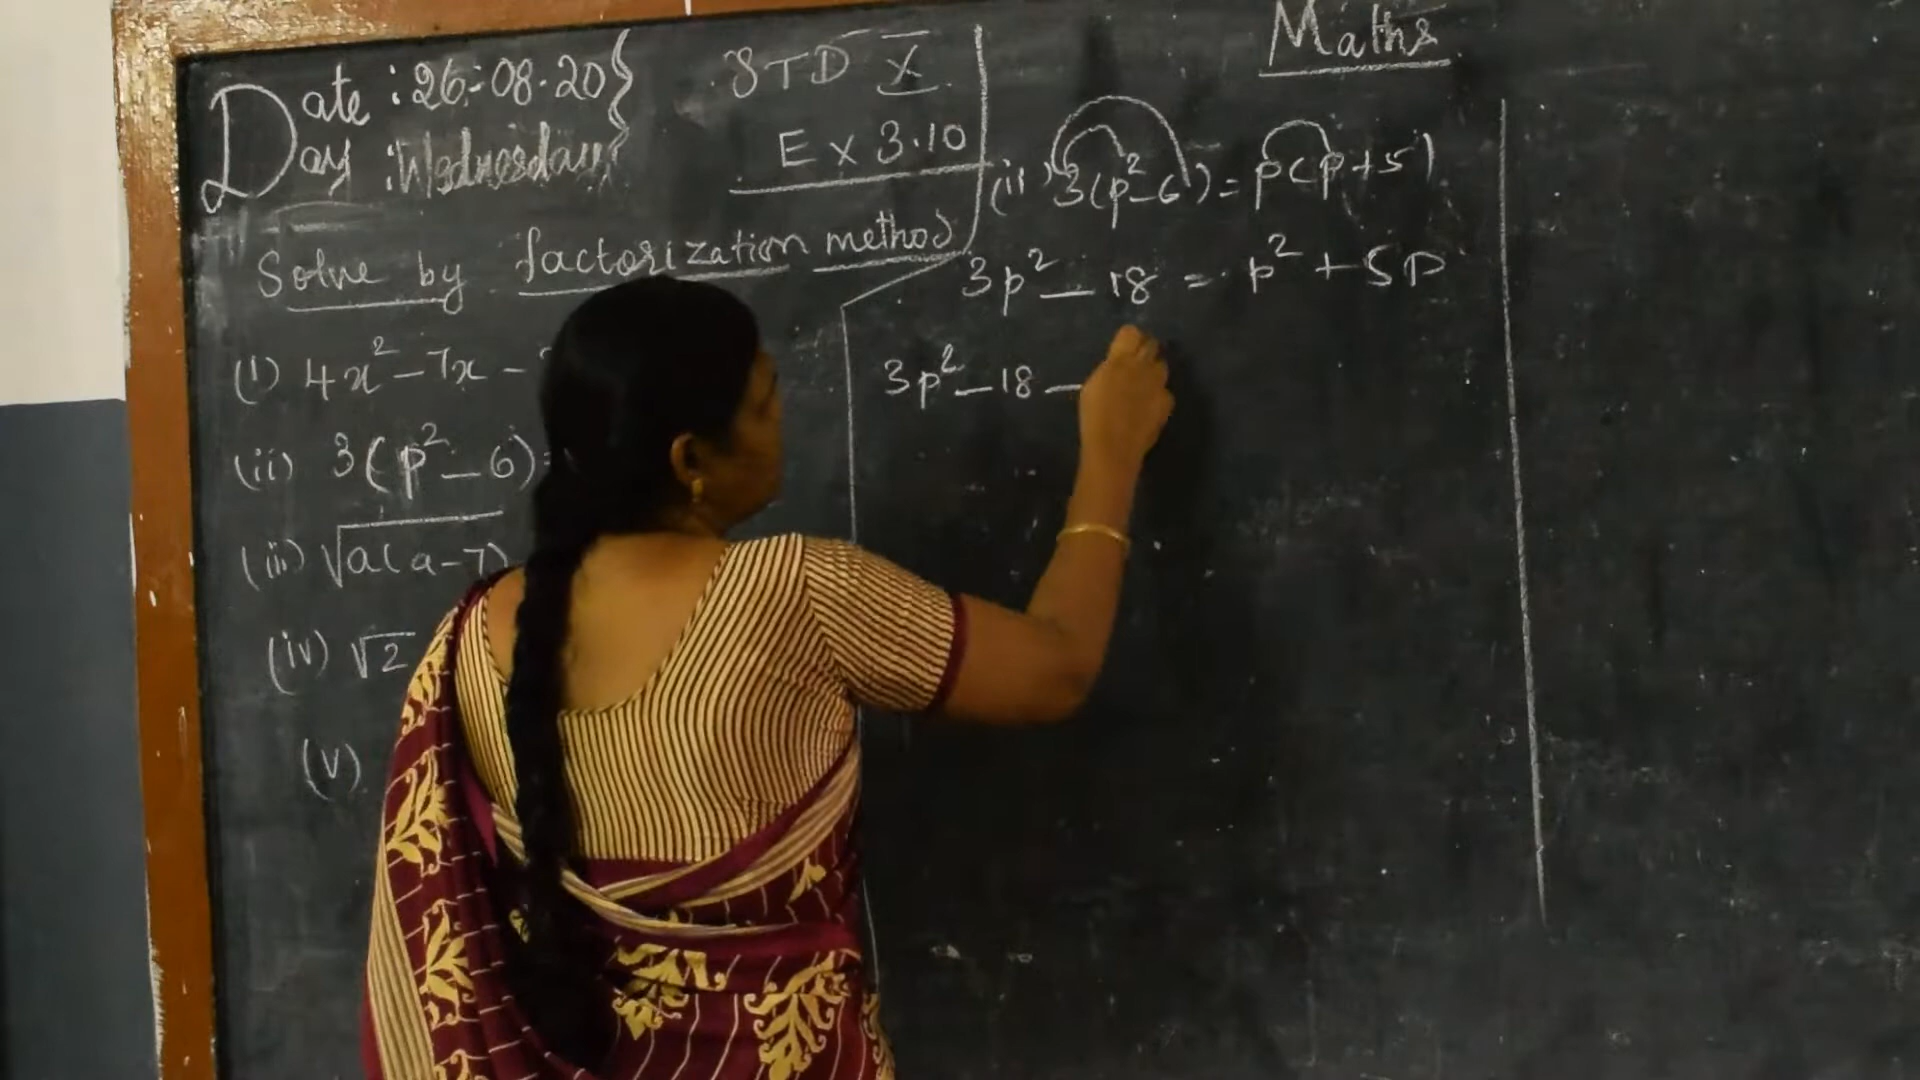 Date : 26-08-20
Day : Wednesday
STD X
Ex 3.10
Solve by factorization method
(i) 4x² - 7x -
(ii) 3(p² - 6) =
(iii) √a(a-7)
(iv) √2
(v)
Maths
(ii) 3(p² - 6) = p(p+5)
3p² - 18 = p² + 5p
3p² - 18 -